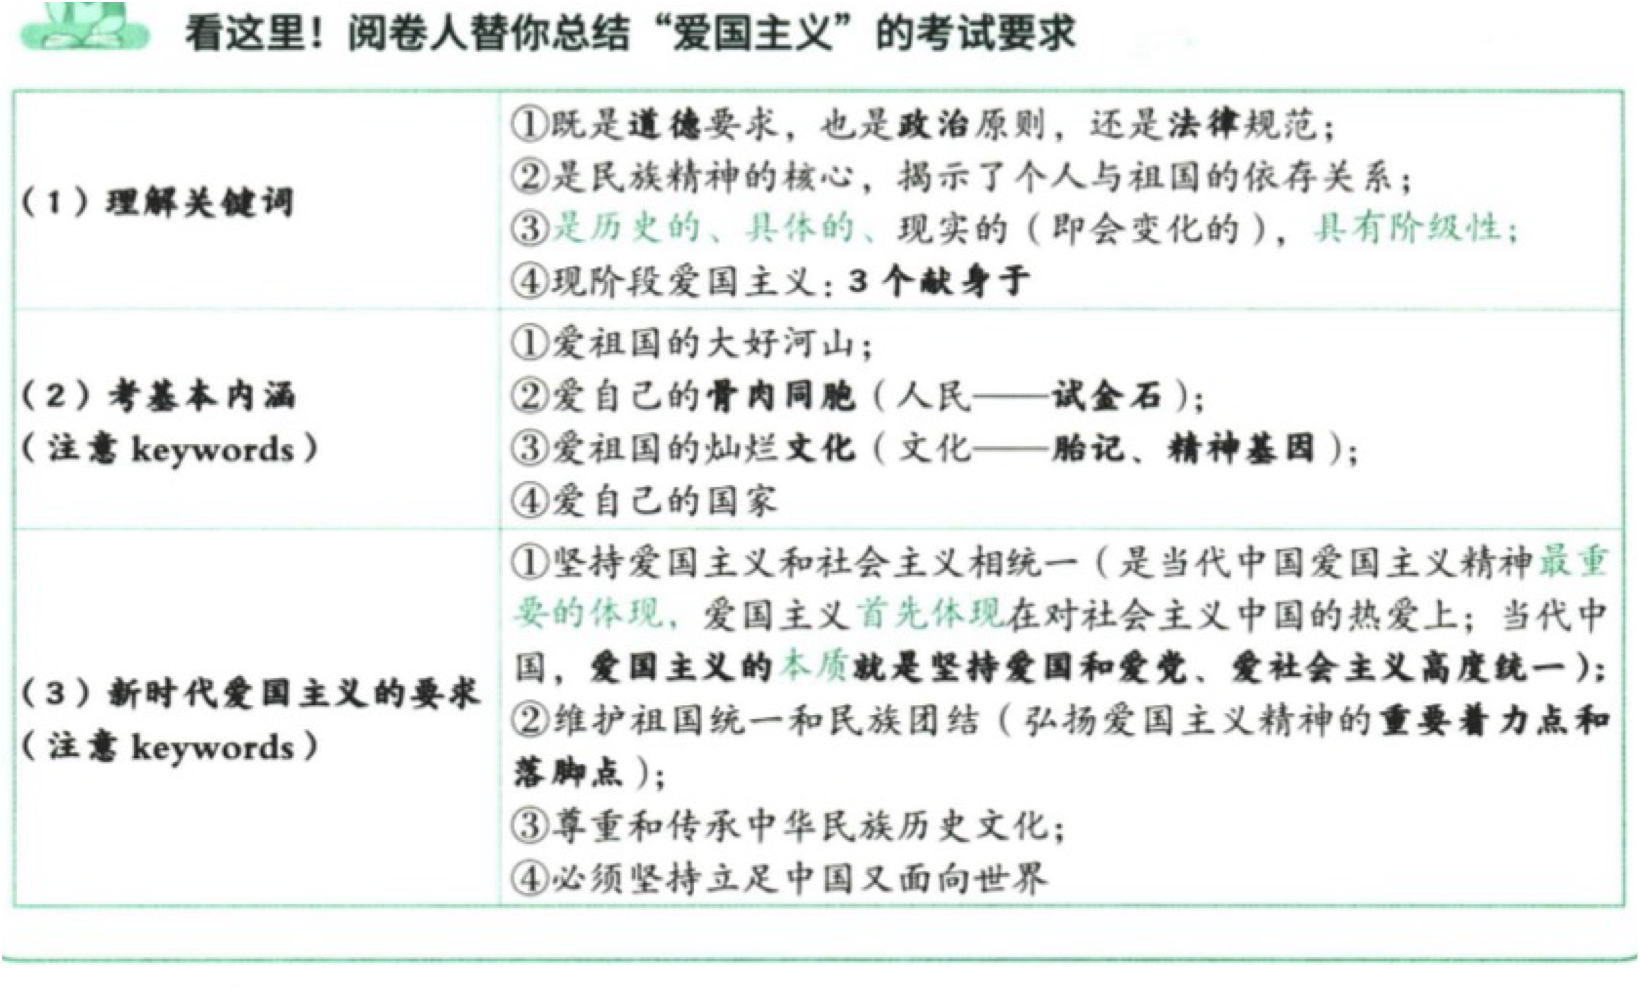 看这里！阅卷人替你总结“爱国主义”的考试要求
（1）理解关键词
①既是道德要求，也是政治原则，还是法律规范；
②是民族精神的核心，揭示了个人与祖国的依存关系；
③是历史的、具体的、现实的（即会变化的），具有阶级性；
④现阶段爱国主义：3个献身于
（2）考基本内涵
（注意 keywords）
①爱祖国的大好河山；
②爱自己的骨肉同胞（人民——试金石）；
③爱祖国的灿烂文化（文化——胎记、精神基因）；
④爱自己的国家
（3）新时代爱国主义的要求
（注意 keywords）
①坚持爱国主义和社会主义相统一（是当代中国爱国主义精神最重
要的体现，爱国主义首先体现在对社会主义中国的热爱上；当代中
国，爱国主义的本质就是坚持爱国和爱党、爱社会主义高度统一）；
②维护祖国统一和民族团结（弘扬爱国主义精神的重要着力点和
落脚点）；
③尊重和传承中华民族历史文化；
④必须坚持立足中国又面向世界